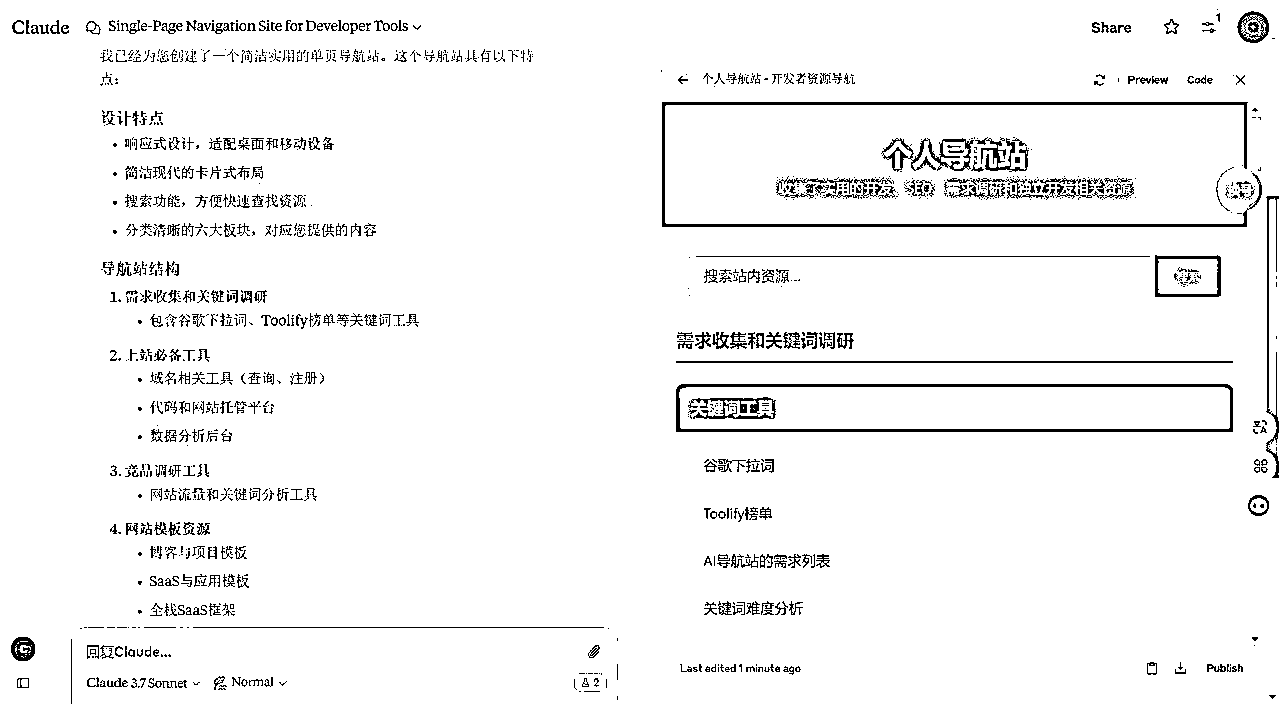 Claude
Single-Page Navigation Site for Developer Tools
Share
1
我已经为您创建了一个简洁实用的单页导航站。这个导航站具有以下特
点：
设计特点
响应式设计，适配桌面和移动设备
简洁现代的卡片式布局
搜索功能，方便快速查找资源
分类清晰的六大板块，对应您提供的内容
导航站结构
1. 需求收集和关键词调研
包含谷歌下拉词、Toolify榜单等关键词工具
2. 上站必备工具
域名相关工具（查询、注册）
代码和网站托管平台
数据分析后台
3. 竞品调研工具
网站流量和关键词分析工具
4. 网站模板资源
博客与项目模板
SaaS与应用模板
全栈SaaS框架
回复Claude...
Claude 3.7 Sonnet
Normal
2
个人导航站 - 开发者资源导航
Preview
Code
个人导航站
收集了实用的开发、SEO、需求调研和独立开发相关资源
搜索站内资源...
搜索
需求收集和关键词调研
关键词工具
谷歌下拉词
Toolify榜单
AI导航站的需求列表
关键词难度分析
Last edited 1 minute ago
Publish